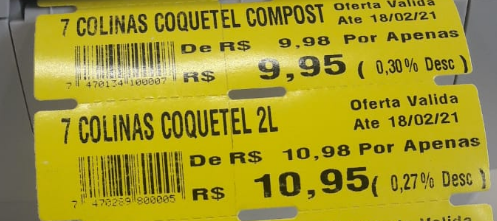 7 COLINAS COQUETEL COMPOST Oferta Valida
Ate 18/02/21
De R$ 9,98 Por Apenas
7 470134 100007 R$ 9,95 ( 0,30% Desc )
7 COLINAS COQUETEL 2L Oferta Valida
Ate 18/02/21
De R$ 10,98 Por Apenas
7 470289 800005 R$ 10,95( 0,27% Desc )
Valida